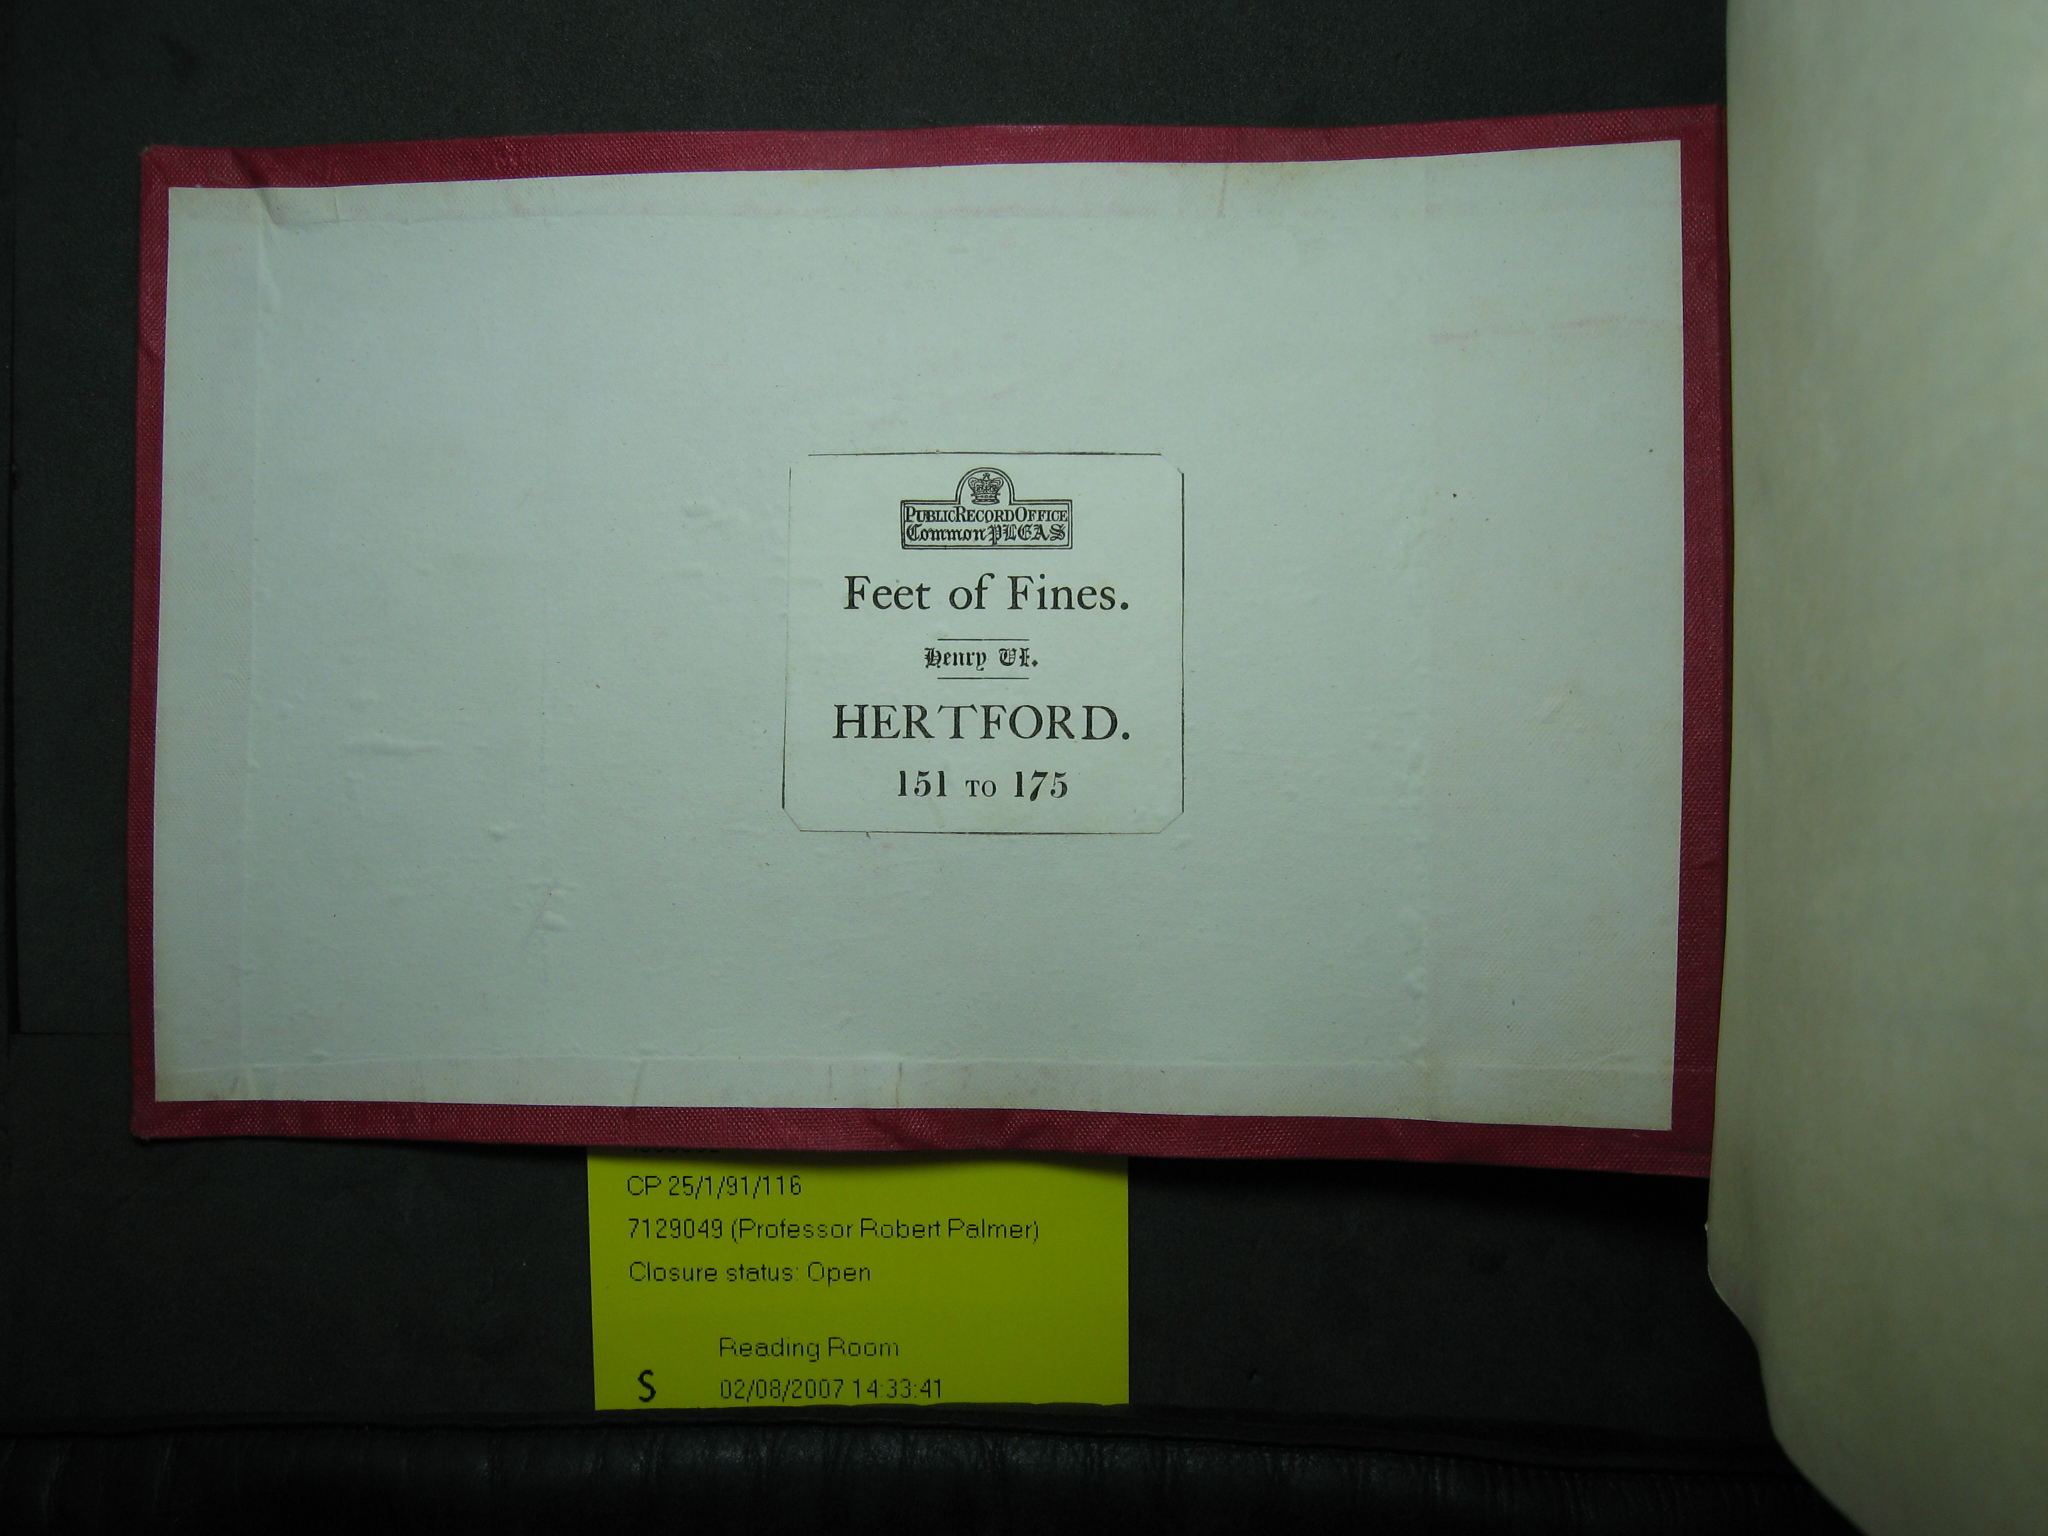 PUBLIC RECORD OFFICE
Common PLEAS
Feet of Fines.
Henry VI.
HERTFORD.
151 TO 175
CP 25/1/91/116
7129049 (Professor Robert Palmer)
Closure status: Open
Reading Room
S 02/08/2007 14:33:41